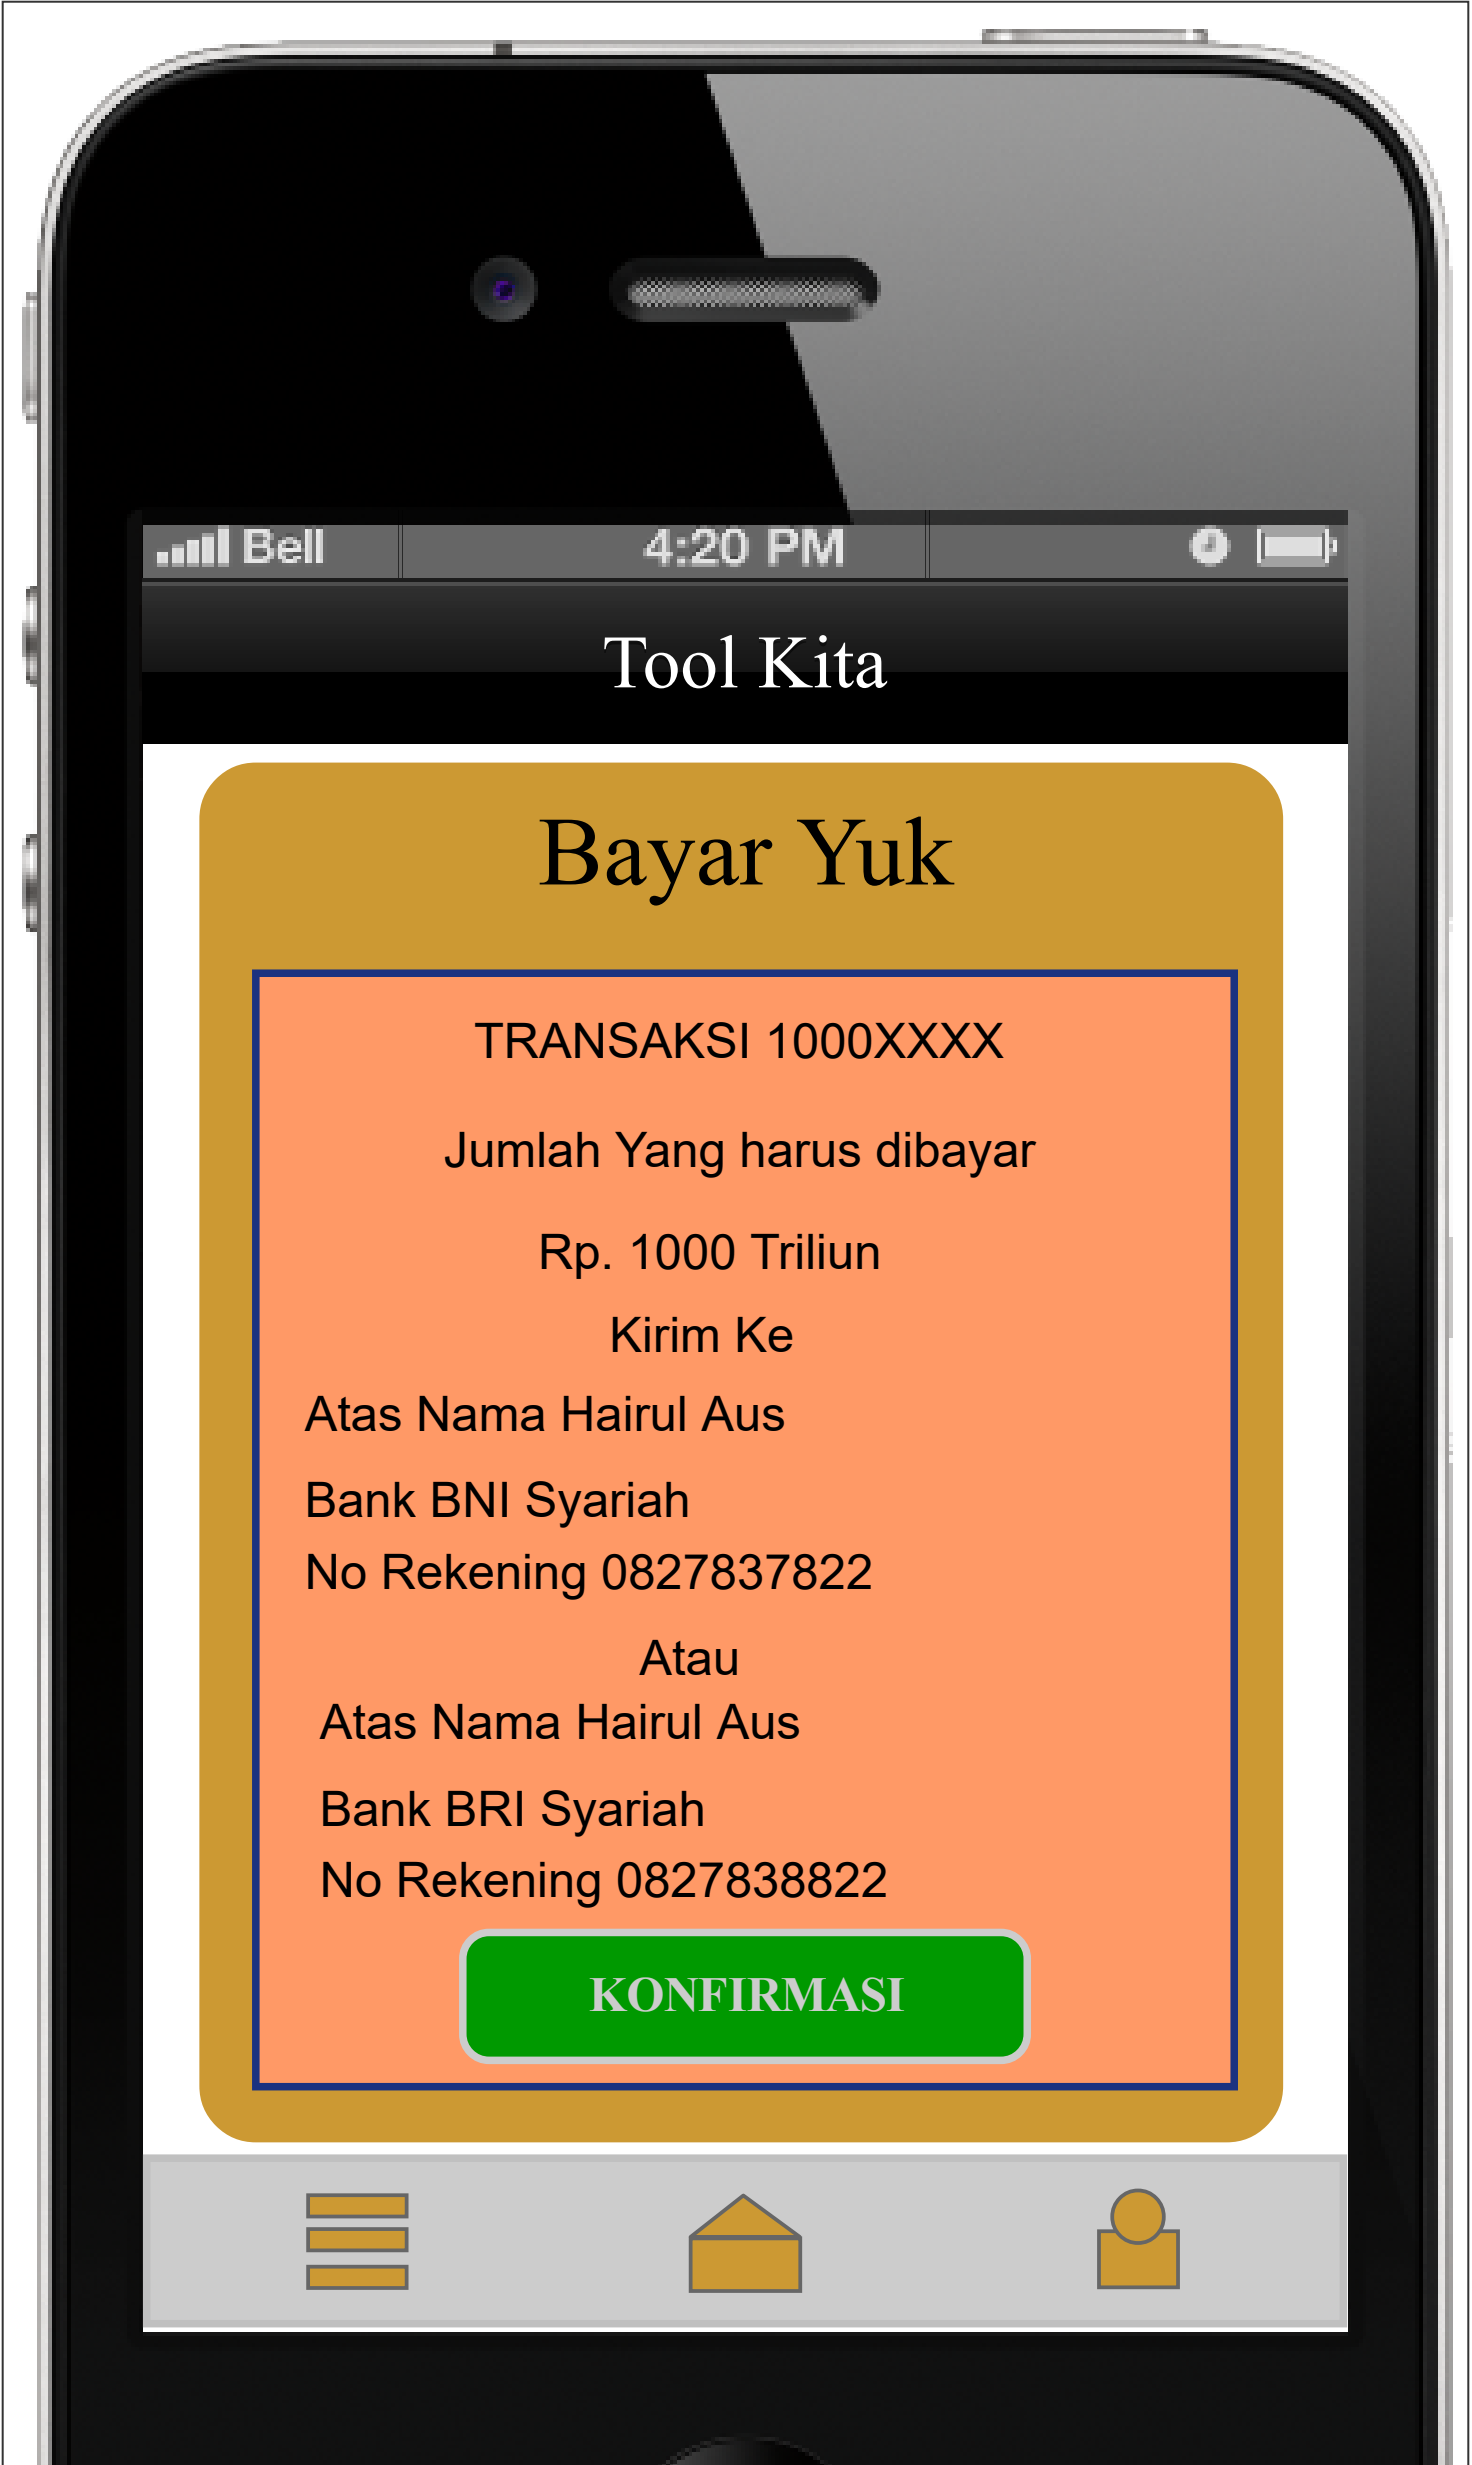 Bell 4:20 PM
Tool Kita
Bayar Yuk
TRANSAKSI 1000XXXX
Jumlah Yang harus dibayar
Rp. 1000 Triliun
Kirim Ke
Atas Nama Hairul Aus
Bank BNI Syariah
No Rekening 0827837822
Atau
Atas Nama Hairul Aus
Bank BRI Syariah
No Rekening 0827838822
KONFIRMASI